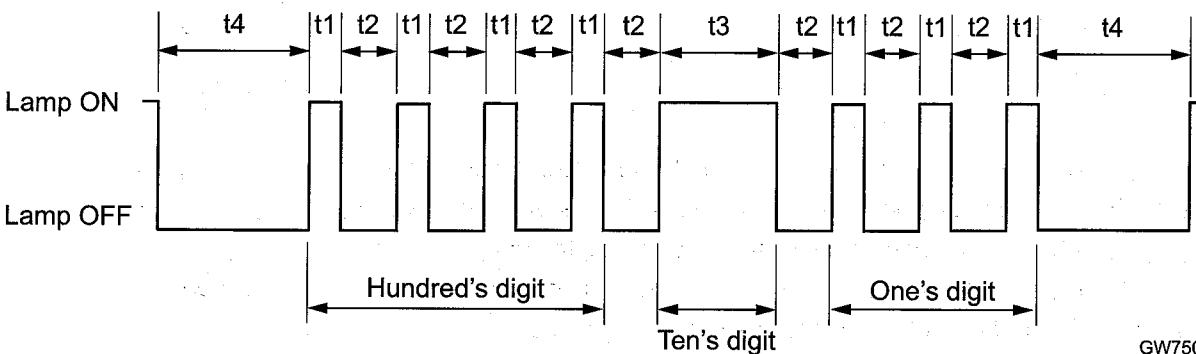 t4 t1 t2 t1 t2 t1 t2 t1 t2 t3 t2 t1 t2 t1 t2 t1 t4
Lamp ON
Lamp OFF
Hundred's digit One's digit
Ten's digit